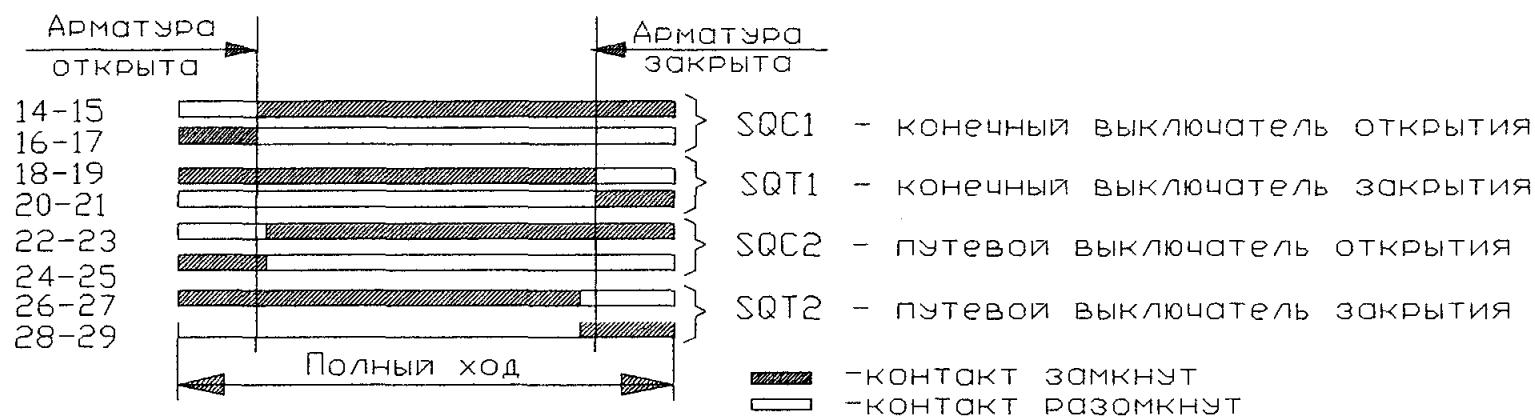 Арматура
открыта
Арматура
закрыта
14-15
16-17
18-19
20-21
22-23
24-25
26-27
28-29
SQC1 - конечный выключатель открытия
SQT1 - конечный выключатель закрытия
SQC2 - путевой выключатель открытия
SQT2 - путевой выключатель закрытия
Полный ход
-контакт замкнут
-контакт разомкнут